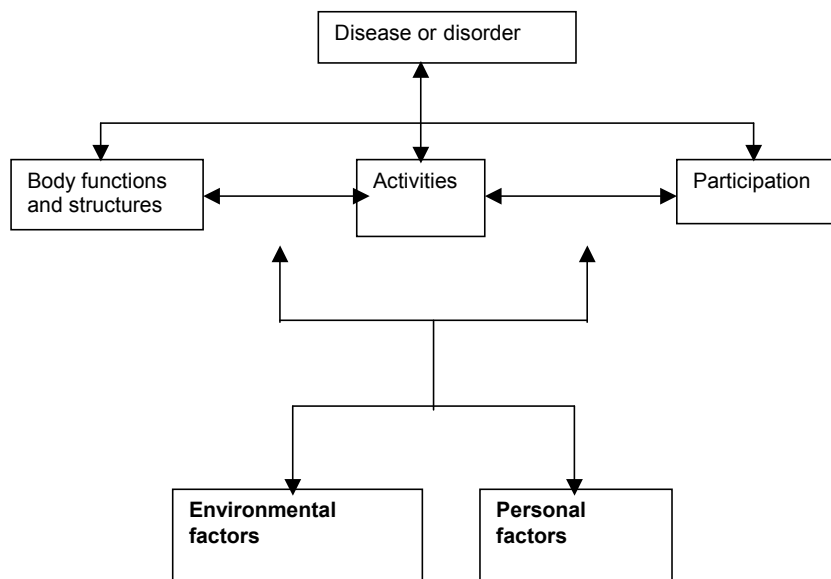 Disease or disorder
Body functions
and structures
Activities
Participation
Environmental
factors
Personal
factors